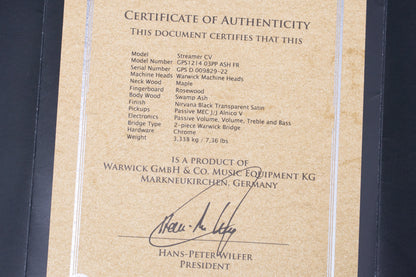 Certificate of Authenticity
This document certifies that this
Model Streamer CV
Model Number GPS1214 03PP ASH FR
Serial Number GPS D 009829-22
Machine Heads Warwick Machine Heads
Neck Wood Maple
Fingerboard Rosewood
Body Wood Swamp Ash
Finish Nirvana Black Transparent Satin
Pickups Passive MEC J/J Alnico V
Electronics Passive Volume, Volume, Treble and Bass
Bridge Type 2-piece Warwick Bridge
Hardware Chrome
Weight 3.338 kg / 7.36 lbs
is a product of
Warwick GmbH & Co. Music Equipment KG
Markneukirchen, Germany
Hans-Peter Wilfer
President